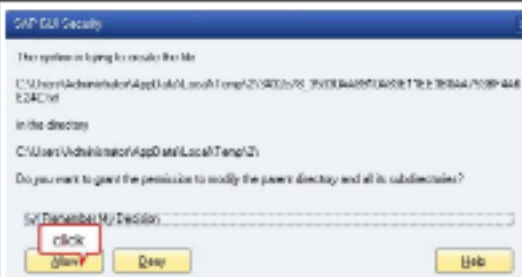 SAP GUI Security
The system is trying to create the file
in the directory
C:\Users\Administrator\AppData\Local\Temp\2\
Do you want to grant the permission to modify the parent directory and all its subdirectories?
Remember My Decision
click
Allow Deny Help